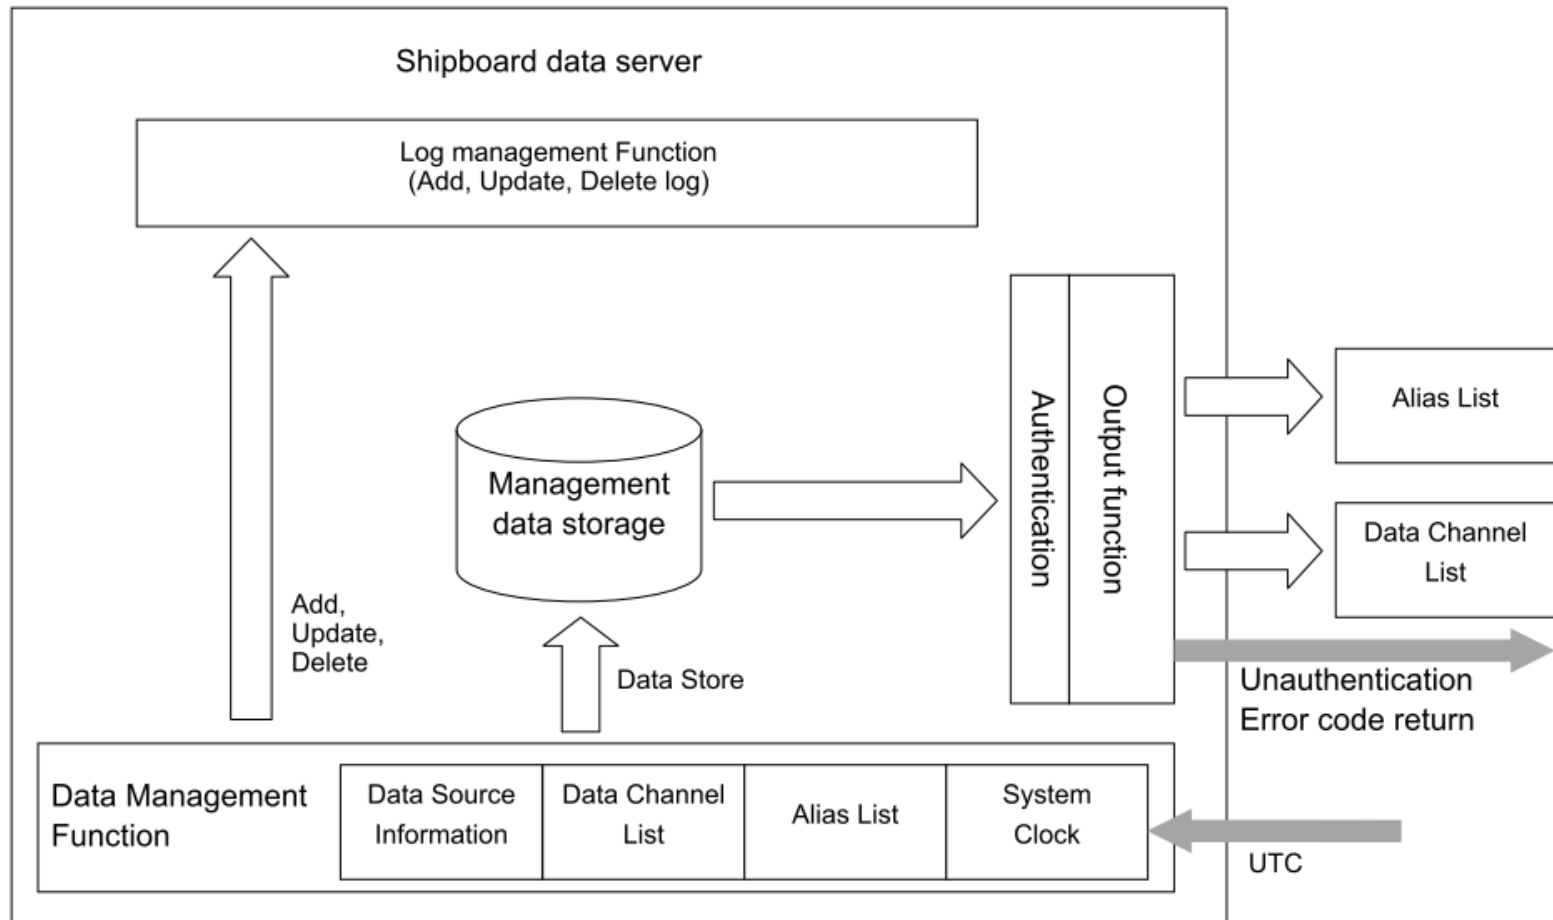 Shipboard data server
Log management Function
(Add, Update, Delete log)
Authentication
Output function
Alias List
Management
data storage
Data Channel
List
Add,
Update,
Delete
Data Store
Unauthentication
Error code return
Data Management
Function
Data Source
Information
Data Channel
List
Alias List
System
Clock
UTC